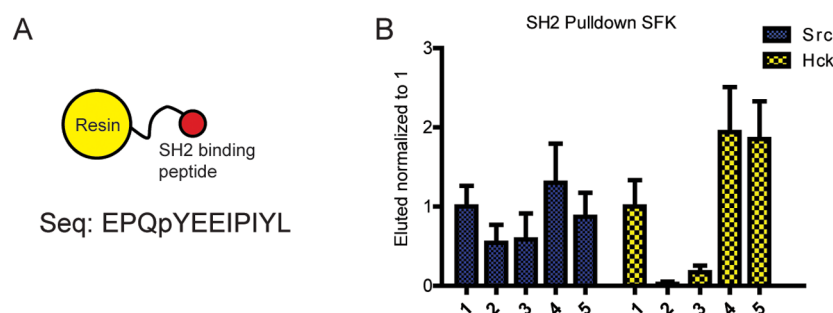 A
Resin
SH2 binding
peptide
Seq: EPQpYEEIPIYL
B
SH2 Pulldown SFK
Src
Hck
Eluted normalized to 1
3
2
1
0
1 2 3 4 5 1 2 3 4 5